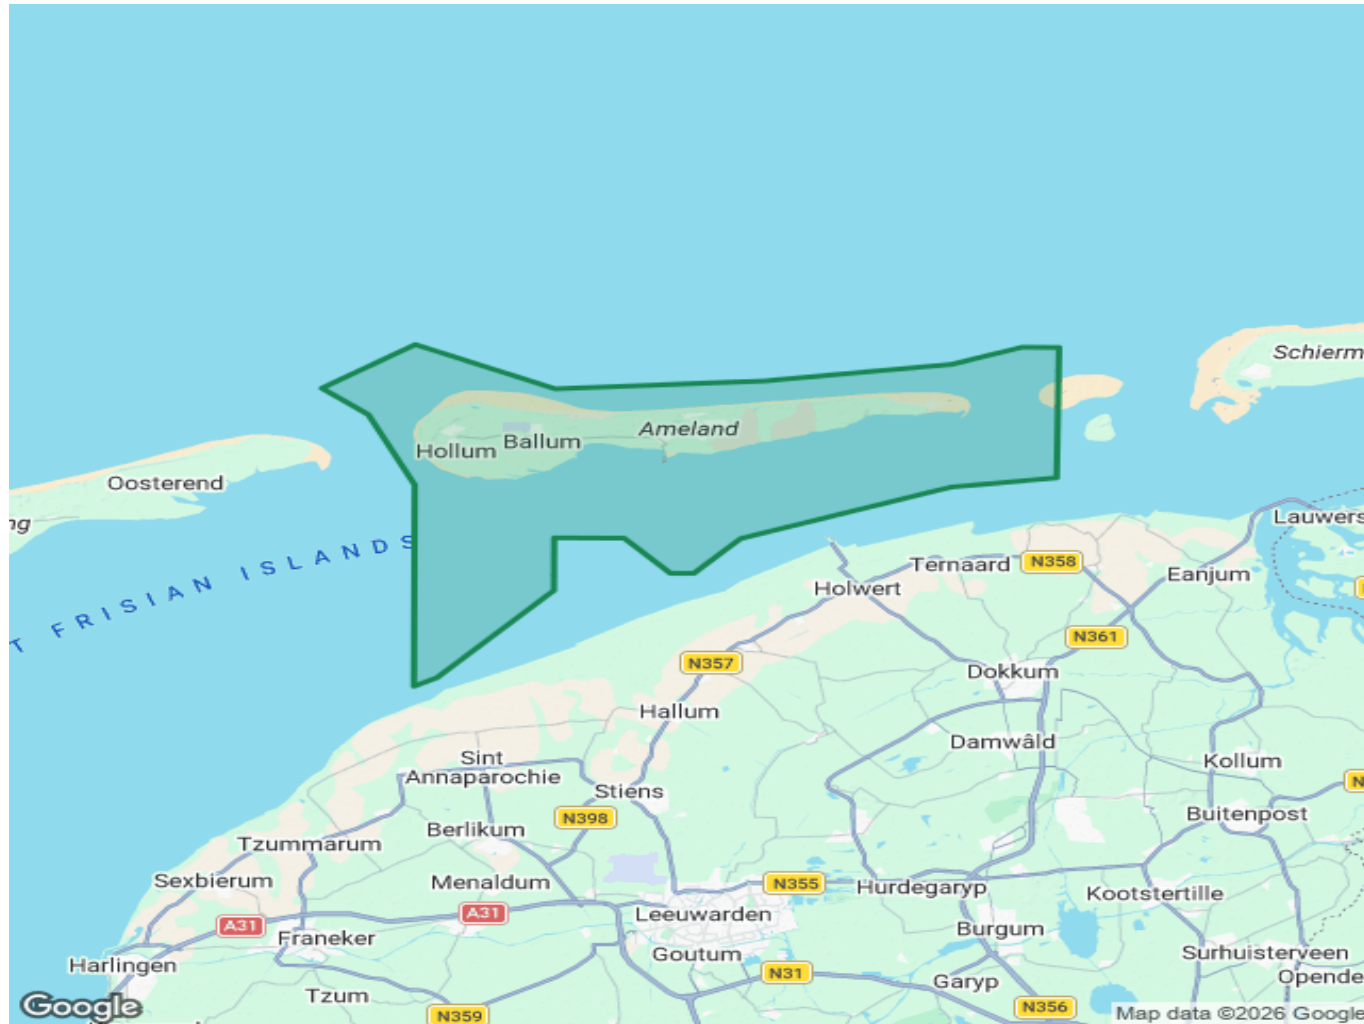 Schierm
Ameland
Ballum
Hollum
Oosterend
ng
Lauwers
T FRISIAN ISLANDS
N358
Ternaard
Eanjum
Holwert
N361
N357
Dokkum
Hallum
Damwâld
Sint
Annaparochie
Kollum
Stiens
N
N398
Buitenpost
Berlikum
Tzummarum
Sexbierum
Menaldum
N355
Hurdegaryp
Kootstertille
A31
A31
Leeuwarden
Burgum
Franeker
Goutum
Surhuisterveen
Harlingen
N31
Opende
Garyp
Tzum
N356
N359
Google
Map data ©2026 Google